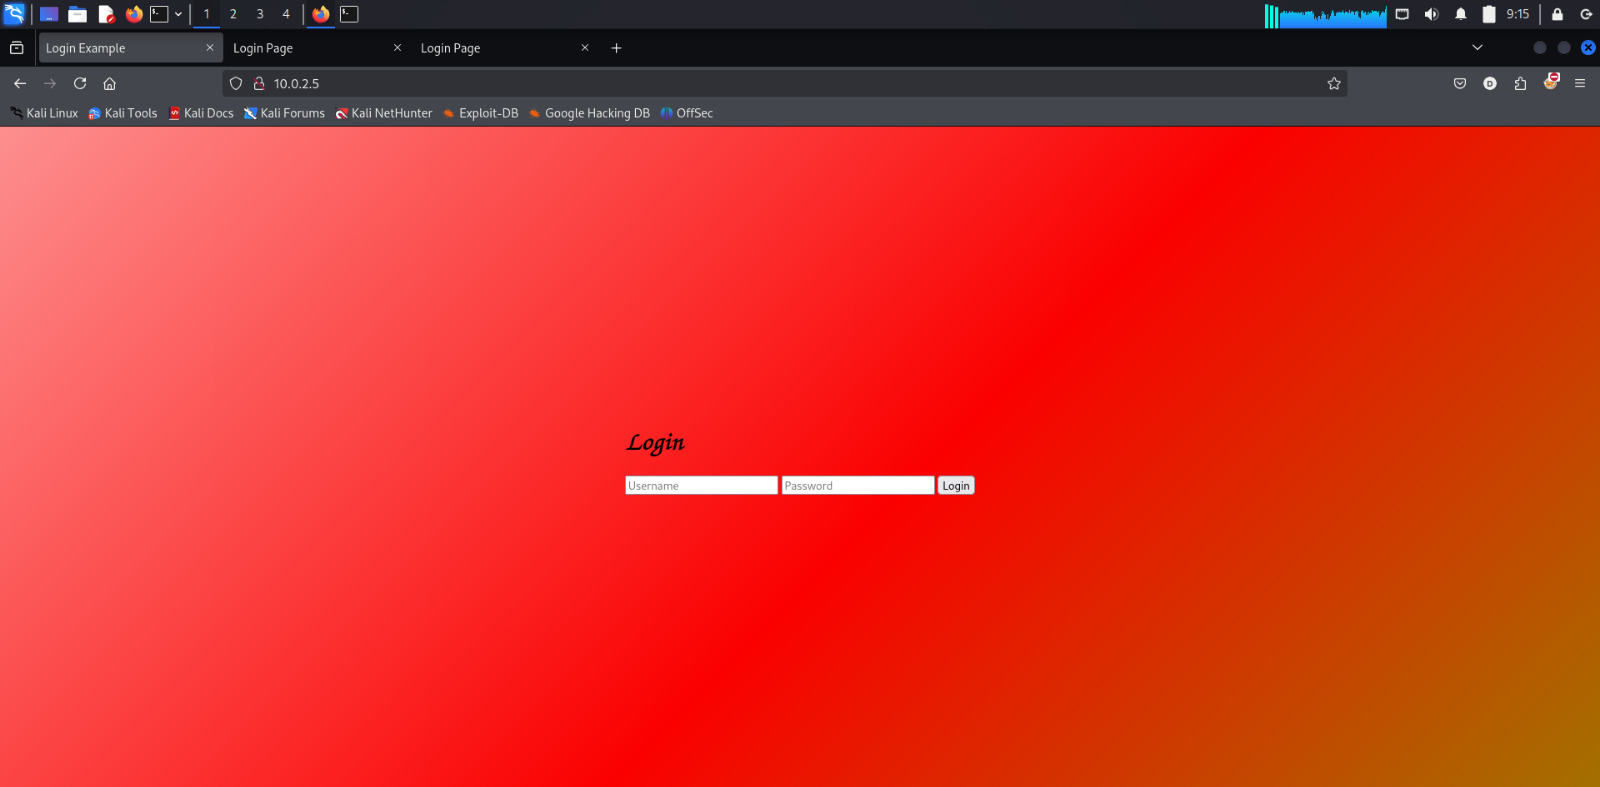 1 2 3 4 9:15
Login Example Login Page Login Page
10.0.2.5
Kali Linux Kali Tools Kali Docs Kali Forums Kali NetHunter Exploit-DB Google Hacking DB OffSec
Login
Username Password Login